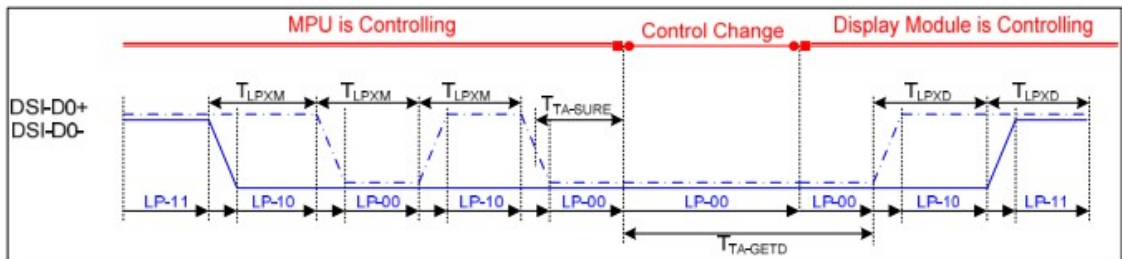 MPU is Controlling
Control Change
Display Module is Controlling
TLPXM
TLPXM
TLPXM
TTA-SURE
TLPXD
TLPXD
DSI-D0+
DSI-D0-
LP-11
LP-10
LP-00
LP-10
LP-00
LP-00
LP-00
LP-10
LP-11
TTA-GETD